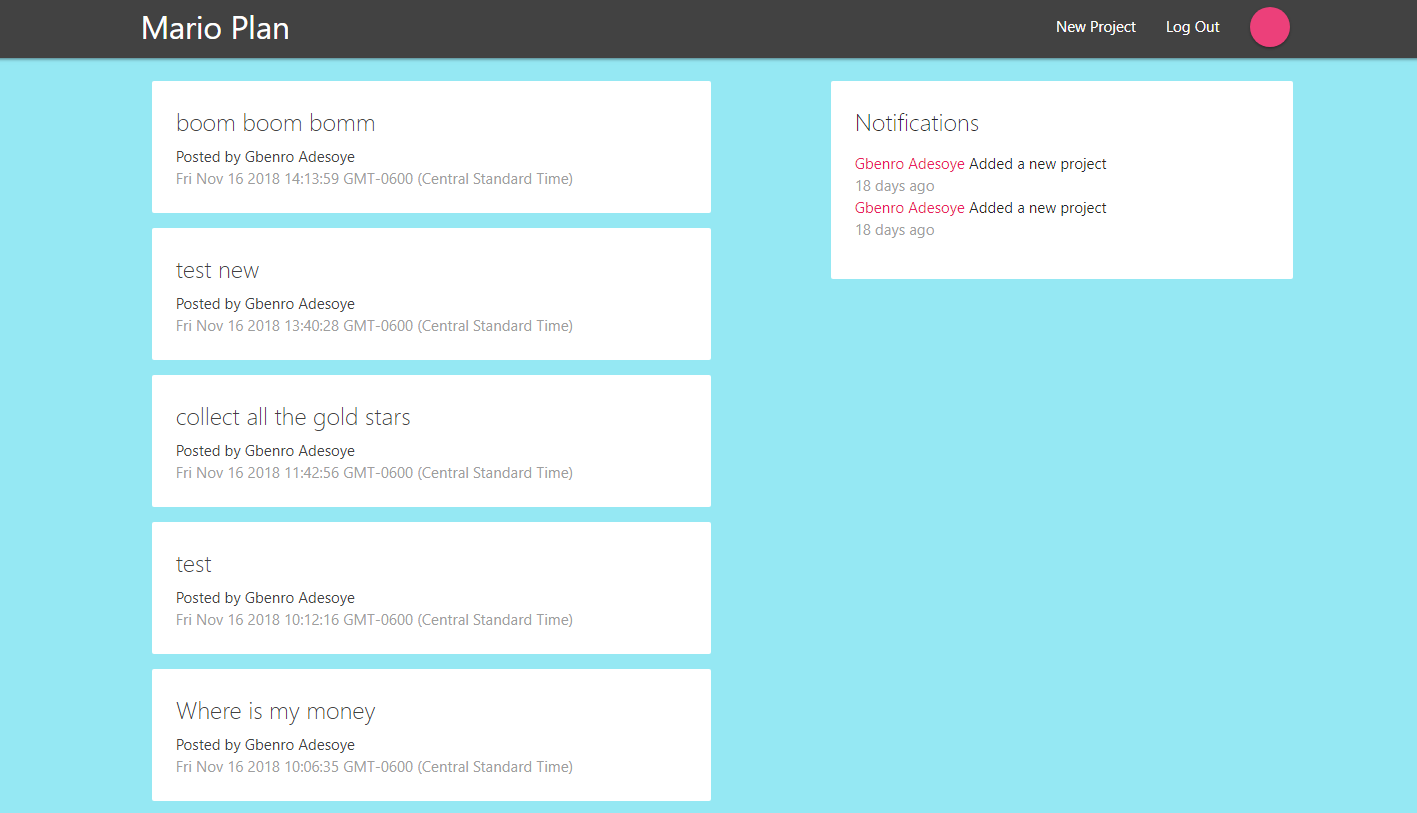 Mario Plan
New Project
Log Out
boom boom bomm
Posted by Gbenro Adesoye
Fri Nov 16 2018 14:13:59 GMT-0600 (Central Standard Time)
test new
Posted by Gbenro Adesoye
Fri Nov 16 2018 13:40:28 GMT-0600 (Central Standard Time)
collect all the gold stars
Posted by Gbenro Adesoye
Fri Nov 16 2018 11:42:56 GMT-0600 (Central Standard Time)
test
Posted by Gbenro Adesoye
Fri Nov 16 2018 10:12:16 GMT-0600 (Central Standard Time)
Where is my money
Posted by Gbenro Adesoye
Fri Nov 16 2018 10:06:35 GMT-0600 (Central Standard Time)
Notifications
Gbenro Adesoye Added a new project
18 days ago
Gbenro Adesoye Added a new project
18 days ago